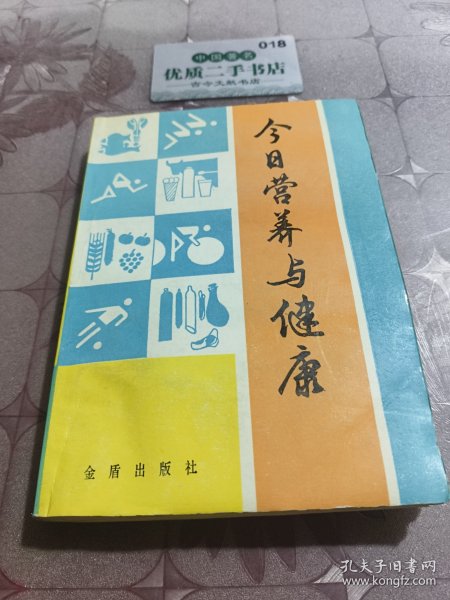 中国著名
018
优质二手书店
古今文献书店
今日营养与健康
金盾出版社
孔夫子旧书网
www.kongfz.com